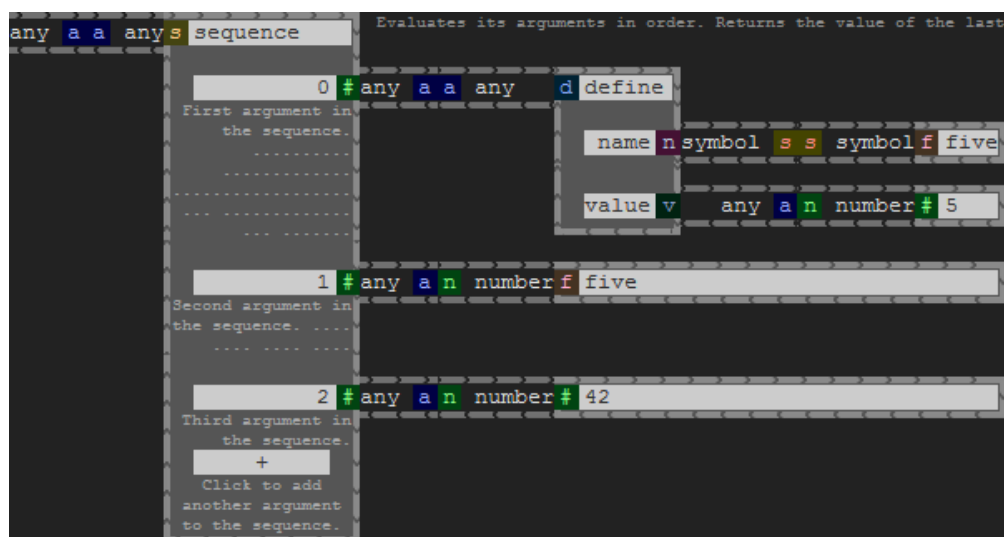 Evaluates its arguments in order. Returns the value of the last
any a a any s sequence
0 # any a a any d define
First argument in
the sequence.
..........
name n symbol s s symbol f five
.............
....................
value v any a n number # 5
... .............
... .......
1 # any a n number f five
Second argument in
the sequence. ....
.... .... ....
2 # any a n number # 42
Third argument in
the sequence.
+
Click to add
another argument
to the sequence.